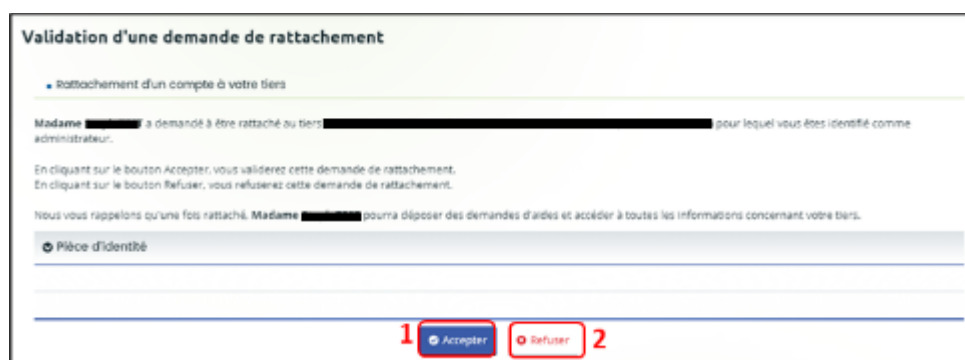 Validation d'une demande de rattachement
Rattachement d'un compte à votre tiers
Madame a demandé à être rattaché au tiers pour lequel vous êtes identifié comme
administrateur.
En cliquant sur le bouton Accepter, vous validerez cette demande de rattachement.
En cliquant sur le bouton Refuser, vous refuserez cette demande de rattachement.
Nous vous rappelons qu'une fois rattaché, Madame pourra déposer des demandes d'aides et accéder à toutes les informations concernant votre tiers.
Pièce d'identité
1 Accepter Refuser 2